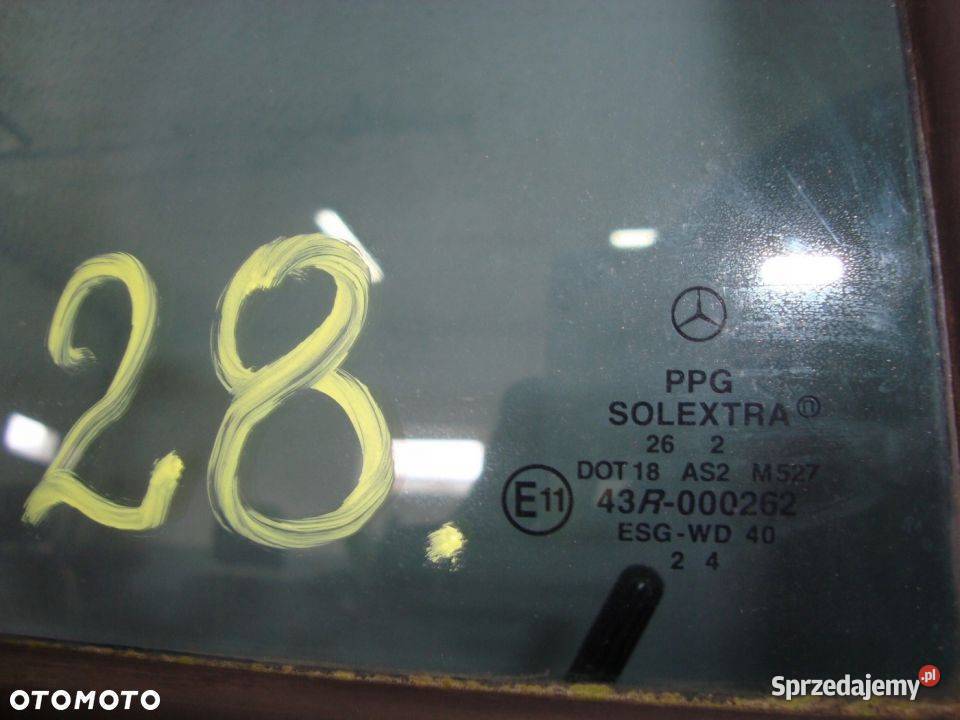 28.
PPG
SOLEXTRA ⓝ
26 2
DOT 18 AS2 M527
E11 43R-000262
ESG-WD 40
2 4
OTOMOTO
Sprzedajemy.pl